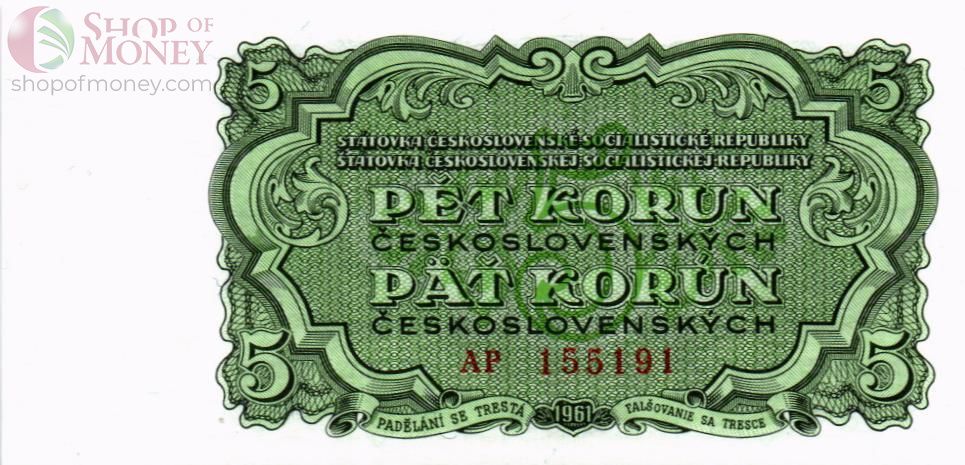 SHOP OF
MONEY
shopofmoney.com
5 5
STÁTOVKA ČESKOSLOVENSKÉ SOCIALISTICKÉ REPUBLIKY
ŠTÁTOVKA ČESKOSLOVENSKEJ SOCIALISTICKEJ REPUBLIKY
PĚT KORUN
ČESKOSLOVENSKÝCH
PÄŤ KORÚN
ČESKOSLOVENSKÝCH
AP 155191
5 5
PADĚLÁNÍ SE TRESTÁ 1961 FALŠOVANIE SA TRESCE